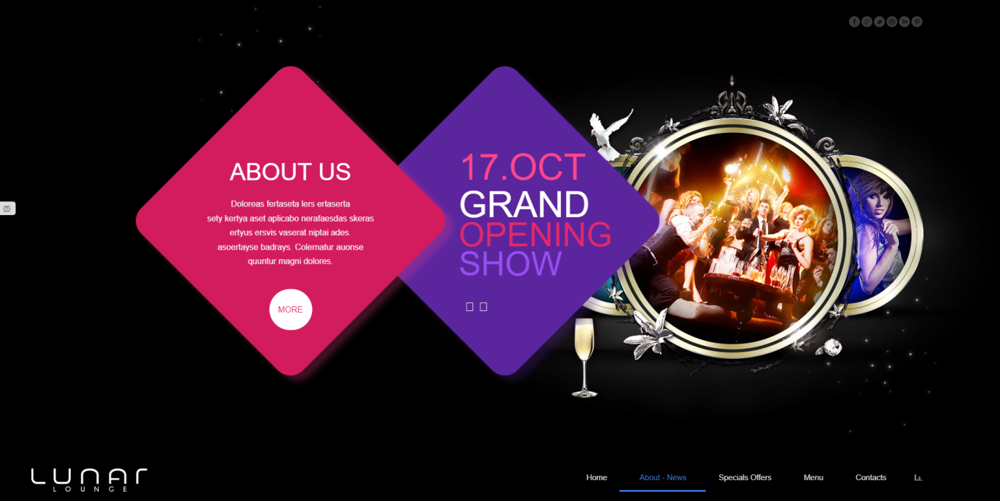 ABOUT US
Doloreas fertaseta lers ertaserta
sety kertya aset aplicabo nerafaesdas skeras
ertyus ersvis vaserat niptai ades.
asoertayse badrays. Colernatur auonse
quuntur magni dolores.
MORE
17.OCT
GRAND
OPENING
SHOW
LUNAR
LOUNGE
Home
About - News
Specials Offers
Menu
Contacts